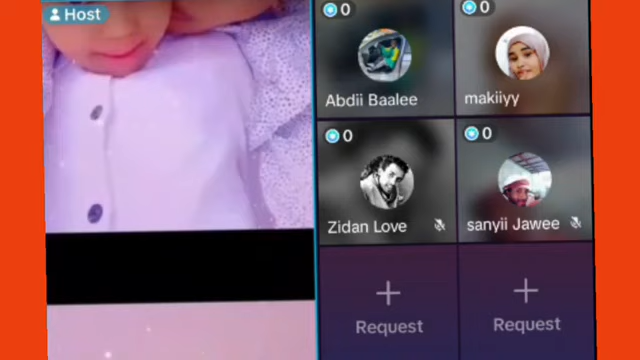 Host
0
0
Abdii Baalee
makiiyy
0
0
Zidan Love
sanyii Jawee
+
+
Request
Request